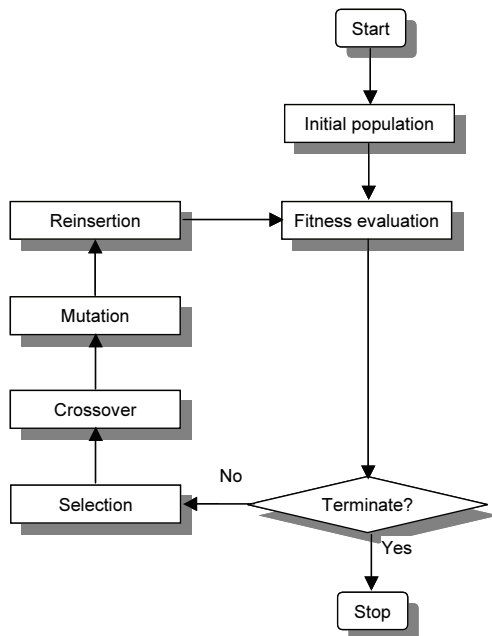 Start
Initial population
Reinsertion
Fitness evaluation
Mutation
Crossover
No
Selection
Terminate?
Yes
Stop